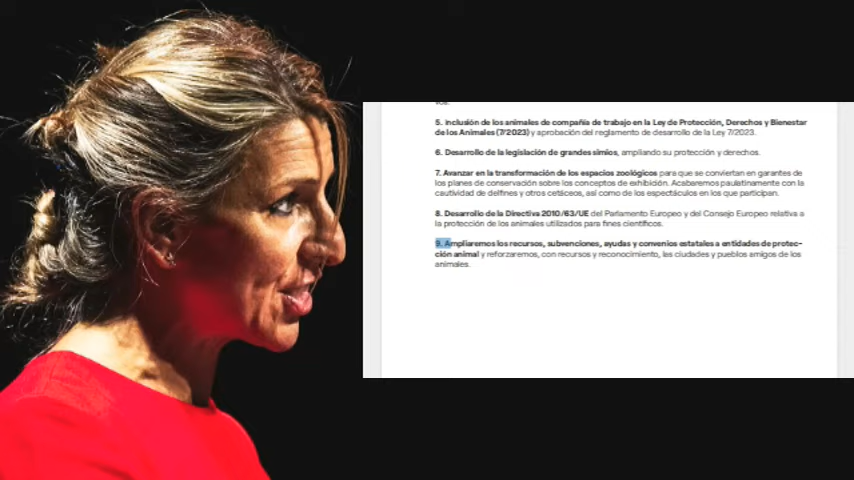 vos.
5. Inclusión de los animales de compañía de trabajo en la Ley de Protección, Derechos y Bienestar
de los Animales (7/2023) y aprobación del reglamento de desarrollo de la Ley 7/2023.
6. Desarrollo de la legislación de grandes simios, ampliando su protección y derechos.
7. Avanzar en la transformación de los espacios zoológicos para que se conviertan en garantes de
los planes de conservación sobre los conceptos de exhibición. Acabaremos paulatinamente con la
cautividad de delfines y otros cetáceos, así como de los espectáculos en los que participan.
8. Desarrollo de la Directiva 2010/63/UE del Parlamento Europeo y del Consejo Europeo relativa a
la protección de los animales utilizados para fines científicos.
9. Ampliaremos los recursos, subvenciones, ayudas y convenios estatales a entidades de protec-
ción animal y reforzaremos, con recursos y reconocimiento, las ciudades y pueblos amigos de los
animales.